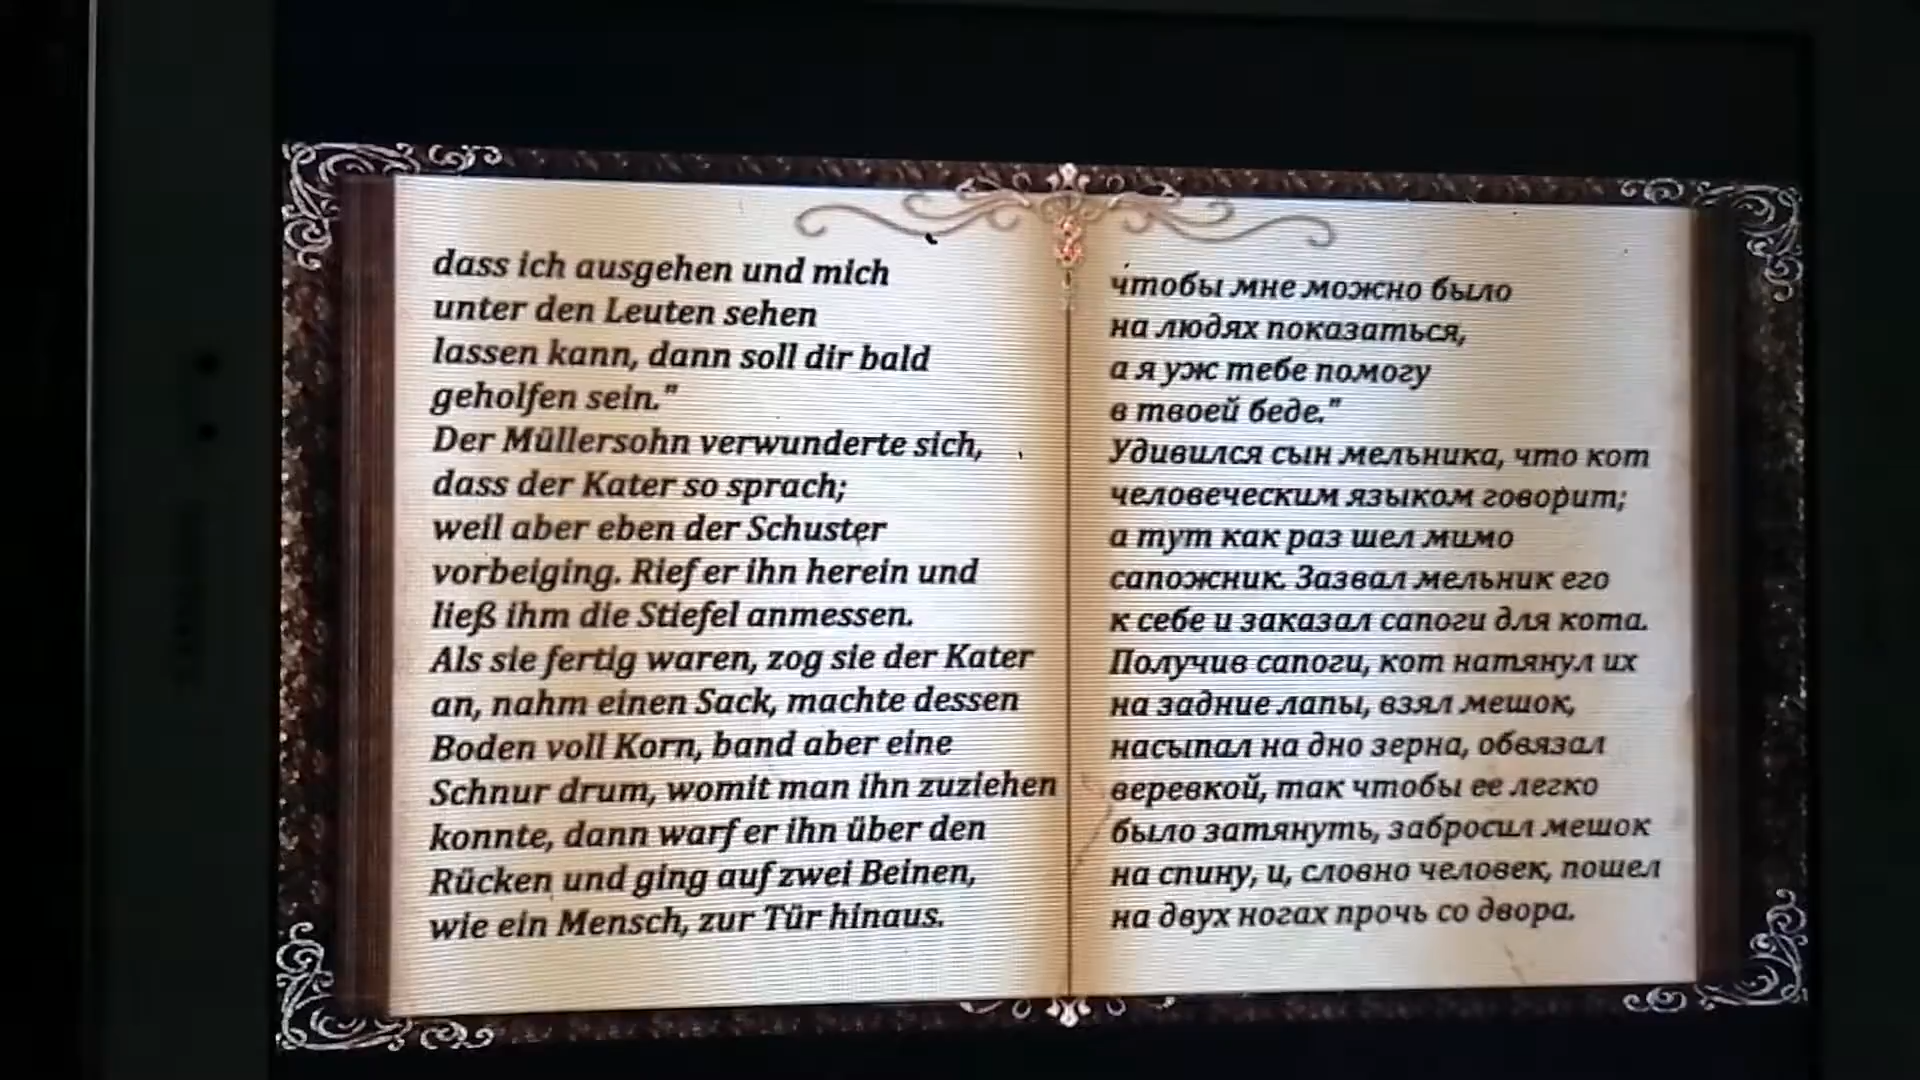 dass ich ausgehen und mich
unter den Leuten sehen
lassen kann, dann soll dir bald
geholfen sein."
Der Müllersohn verwunderte sich,
dass der Kater so sprach;
weil aber eben der Schuster
vorbeiging. Rief er ihn herein und
ließ ihm die Stiefel anmessen.
Als sie fertig waren, zog sie der Kater
an, nahm einen Sack, machte dessen
Boden voll Korn, band aber eine
Schnur drum, womit man ihn zuziehen
konnte, dann warf er ihn über den
Rücken und ging auf zwei Beinen,
wie ein Mensch, zur Tür hinaus.
чтобы мне можно было
на людях показаться,
а я уж тебе помогу
в твоей беде."
Удивился сын мельника, что кот
человеческим языком говорит;
а тут как раз шел мимо
сапожник. Зазвал мельник его
к себе и заказал сапоги для кота.
Получив сапоги, кот натянул их
на задние лапы, взял мешок,
насыпал на дно зерна, обвязал
веревкой, так чтобы ее легко
было затянуть, забросил мешок
на спину, и, словно человек, пошел
на двух ногах прочь со двора.